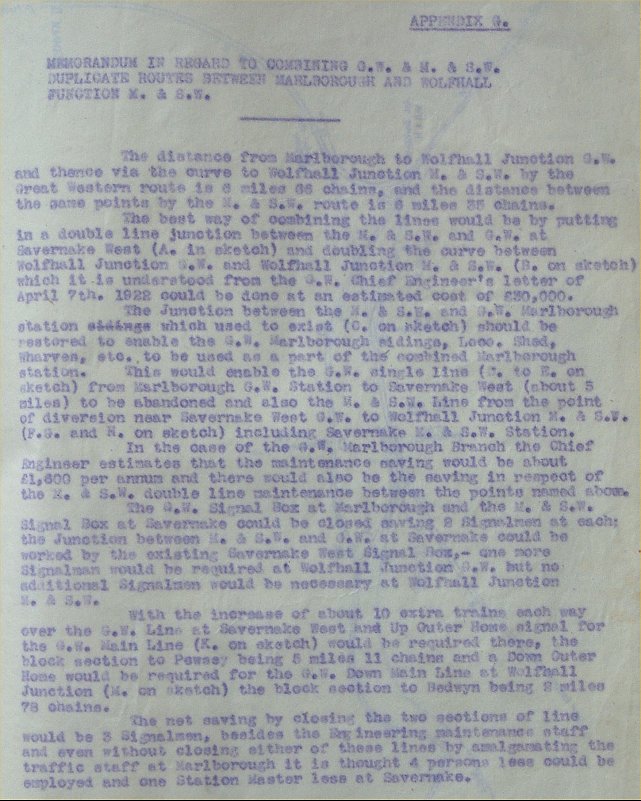 APPENDIX G.
MEMORANDUM IN REGARD TO COMBINING G.W. & M. & S.W.
DUPLICATE ROUTES BETWEEN MARLBOROUGH AND WOLFHALL
JUNCTION M. & S.W.
The distance from Marlborough to Wolfhall Junction G.W.
and thence via the curve to Wolfhall Junction M. & S.W. by the
Great Western route is 6 miles 66 chains, and the distance between
the same points by the M. & S.W. route is 6 miles 35 chains.
The best way of combining the lines would be by putting
in a double line junction between the M. & S.W. and G.W. at
Savernake West (A. in sketch) and doubling the curve between
Wolfhall Junction G.W. and Wolfhall Junction M. & S.W. (B. on sketch)
which it is understood from the G.W. Chief Engineer's letter of
April 7th. 1922 could be done at an estimated cost of £30,000.
The Junction between the M. & S.W. and G.W. Marlborough
station sidings which used to exist (C. on sketch) should be
restored to enable the G.W. Marlborough sidings, Loco. Shed,
Wharves, etc., to be used as a part of the combined Marlborough
station. This would enable the G.W. single line (D. to E. on
sketch) from Marlborough G.W. Station to Savernake West (about 5
miles) to be abandoned and also the M. & S.W. Line from the point
of diversion near Savernake West G.W. to Wolfhall Junction M. & S.W.
(F.G. and H. on sketch) including Savernake M. & S.W. Station.
In the case of the G.W. Marlborough Branch the Chief
Engineer estimates that the maintenance saving would be about
£1,600 per annum and there would also be the saving in respect of
the M. & S.W. double line maintenance between the points named above.
The G.W. Signal Box at Marlborough and the M. & S.W.
Signal Box at Savernake could be closed saving 2 Signalmen at each;
the Junction between M. & S.W. and G.W. at Savernake could be
worked by the existing Savernake West Signal Box,- one more
Signalman would be required at Wolfhall Junction G.W. but no
additional Signalmen would be necessary at Wolfhall Junction
M. & S.W.
With the increase of about 10 extra trains each way
over the G.W. Line at Savernake West and Up Outer Home signal for
the G.W. Main Line (K. on sketch) would be required there, the
block section to Pewsey being 5 miles 11 chains and a Down Outer
Home would be required for the G.W. Down Main Line at Wolfhall
Junction (M. on sketch) the block section to Bedwyn being 2 miles
78 chains.
The net saving by closing the two sections of line
would be 3 Signalmen, besides the Engineering maintenance staff
and even without closing either of these lines by amalgamating the
traffic staff at Marlborough it is thought 4 persons less could be
employed and one Station Master less at Savernake.